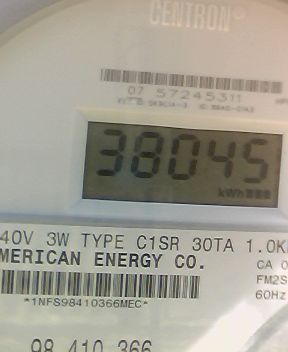 CENTRON®
07 57245311
38045
kWh
40V 3W TYPE C1SR 30TA 1.0K
MERICAN ENERGY CO.
CA 0
FM2S
60Hz
*1NFS98410366MEC*
98 410 366